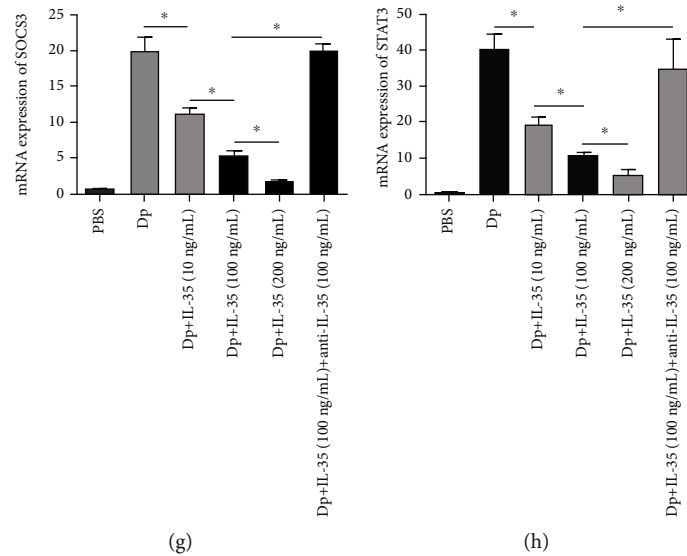 mRNA expression of SOCS3
25
20
15
10
5
0
*
*
*
*
PBS
Dp
Dp+IL-35 (10 ng/mL)
Dp+IL-35 (100 ng/mL)
Dp+IL-35 (200 ng/mL)
Dp+IL-35 (100 ng/mL)+anti-IL-35 (100 ng/mL)
(g)
mRNA expression of STAT3
50
40
30
20
10
0
*
*
*
*
PBS
Dp
Dp+IL-35 (10 ng/mL)
Dp+IL-35 (100 ng/mL)
Dp+IL-35 (200 ng/mL)
Dp+IL-35 (100 ng/mL)+anti-IL-35 (100 ng/mL)
(h)